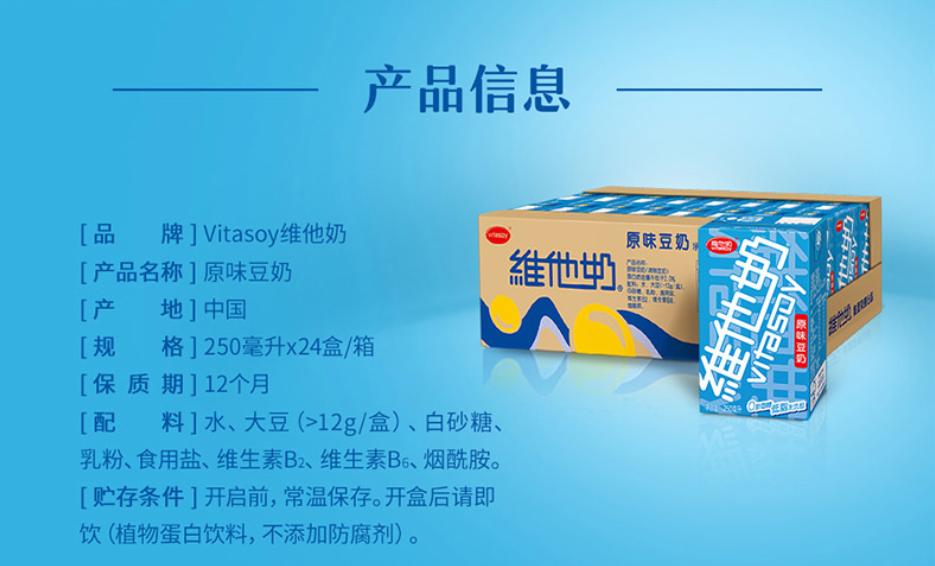 产品信息
[ 品 牌 ] Vitasoy维他奶
[ 产品名称 ] 原味豆奶
[ 产 地 ] 中国
[ 规 格 ] 250毫升x24盒/箱
[ 保 质 期 ] 12个月
[ 配 料 ] 水、大豆（>12g/盒）、白砂糖、
乳粉、食用盐、维生素B₂、维生素B₆、烟酰胺。
[ 贮存条件 ] 开启前，常温保存。开盒后请即
饮（植物蛋白饮料，不添加防腐剂）。
VITASOY
維他奶®
原味豆奶
維他奶
vitasoy
原味豆奶